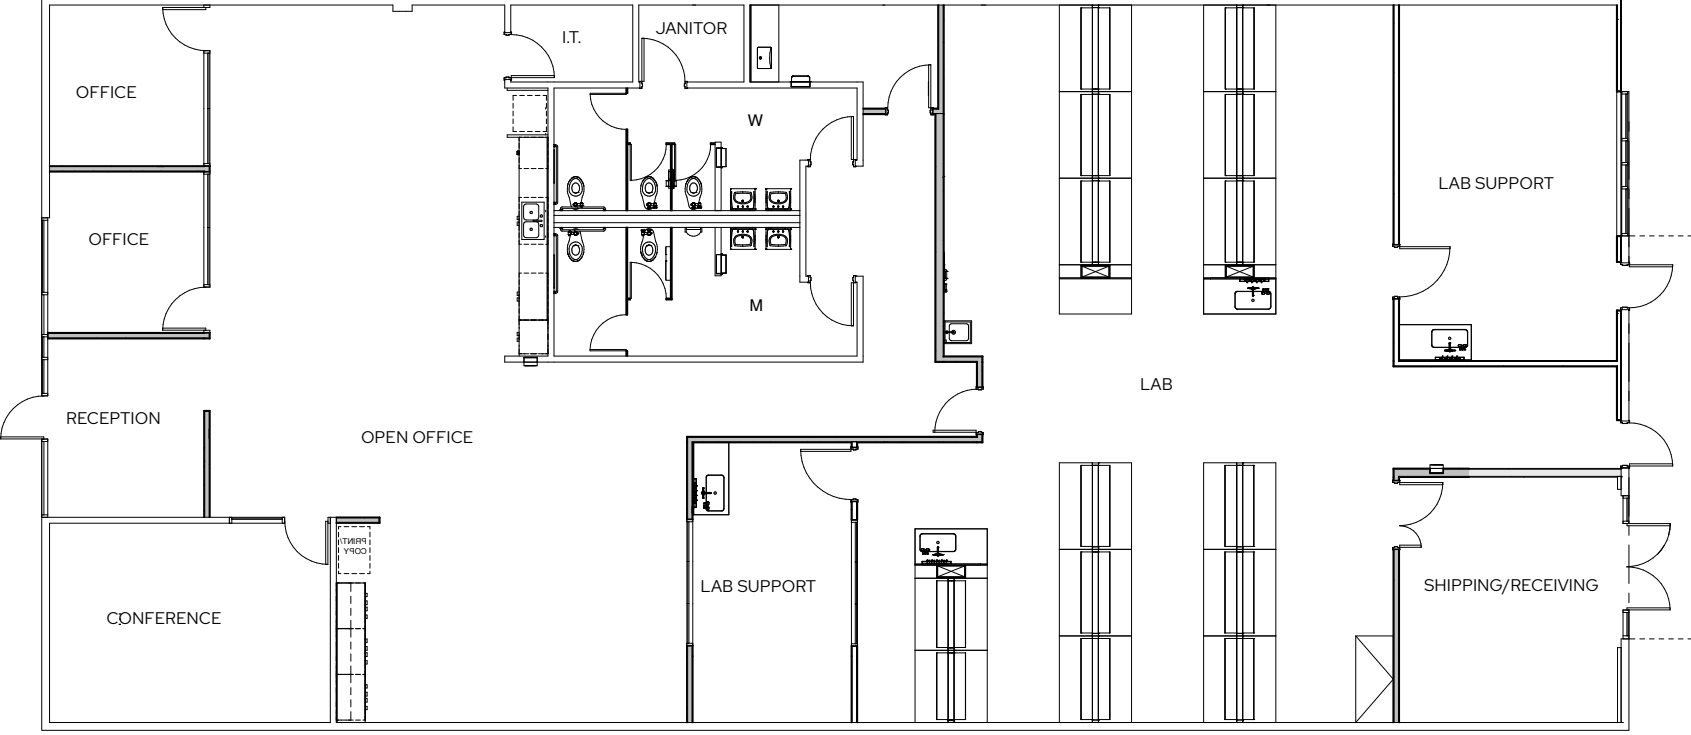 I.T.
JANITOR
OFFICE
W
LAB SUPPORT
OFFICE
M
LAB
RECEPTION
OPEN OFFICE
PRINT/
COPY
LAB SUPPORT
SHIPPING/RECEIVING
CONFERENCE